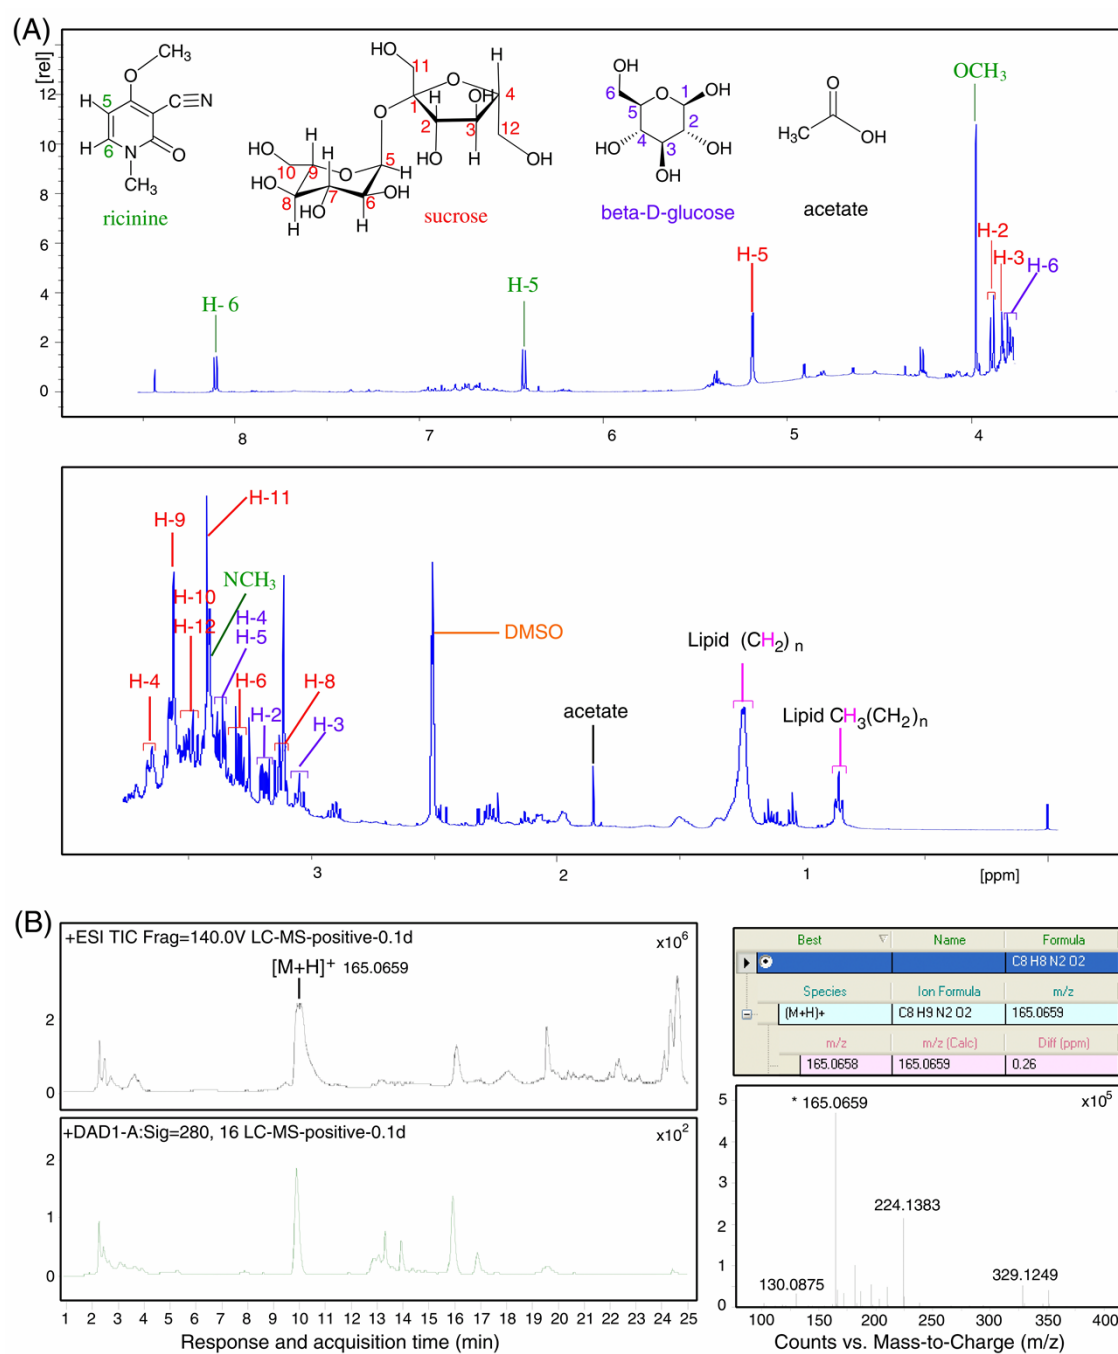 (A)
[rel]
12
10
8
6
4
2
0
CH₃
O
5
H
C≡N
H
6
N
O
CH₃
ricinine
HO
11
O
H
1
OH
4
O
H
2
3
12
HO
H
OH
HO
H
5
H
10
9
O
HO
8
7
6
OH
H
HO
H
sucrose
OH
6
O
1
OH
5
2
HO
4
3
OH
OH
beta-D-glucose
O
H₃C
OH
acetate
OCH₃
H-2
H-3
H-6
H-5
H-5
H- 6
8
7
6
5
4
H-11
H-9
NCH₃
H-10
H-4
H-12
H-5
H-4
H-6
H-8
H-2
H-3
DMSO
acetate
Lipid (CH₂) n
Lipid CH₃(CH₂)n
3
2
1
[ppm]
(B)
+ESI TIC Frag=140.0V LC-MS-positive-0.1d
x10⁶
[M+H]⁺ 165.0659
2
1
0
+DAD1-A:Sig=280, 16 LC-MS-positive-0.1d
x10²
2
1
0
1 2 3 4 5 6 7 8 9 10 11 12 13 14 15 16 17 18 19 20 21 22 23 24 25
Response and acquisition time (min)
Best Name Formula
C8 H8 N2 O2
Species Ion Formula m/z
(M+H)+ C8 H9 N2 O2 165.0659
m/z m/z (Calc) Diff (ppm)
165.0658 165.0659 0.26
5
4
3
2
1
0
* 165.0659
x10⁵
224.1383
130.0875
329.1249
100 150 200 250 300 350 400
Counts vs. Mass-to-Charge (m/z)